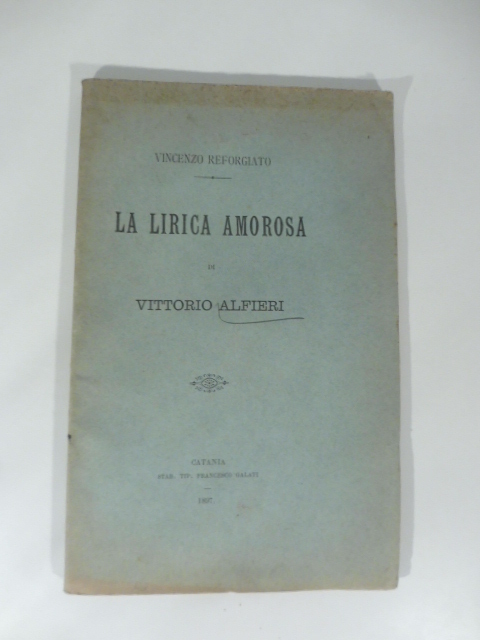 VINCENZO REFORGIATO
LA LIRICA AMOROSA
DI
VITTORIO ALFIERI
CATANIA
STAB. TIP. FRANCESCO GALATI
1897.